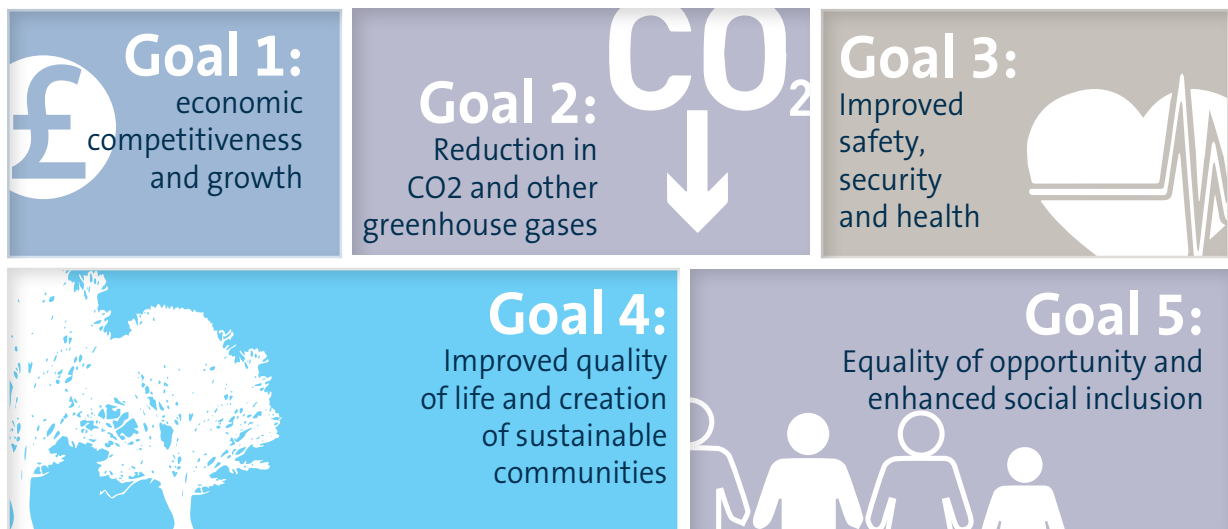 £
Goal 1:
economic
competitiveness
and growth
CO2
Goal 2:
Reduction in
CO2 and other
greenhouse gases
Goal 3:
Improved
safety,
security
and health
Goal 4:
Improved quality
of life and creation
of sustainable
communities
Goal 5:
Equality of opportunity and
enhanced social inclusion